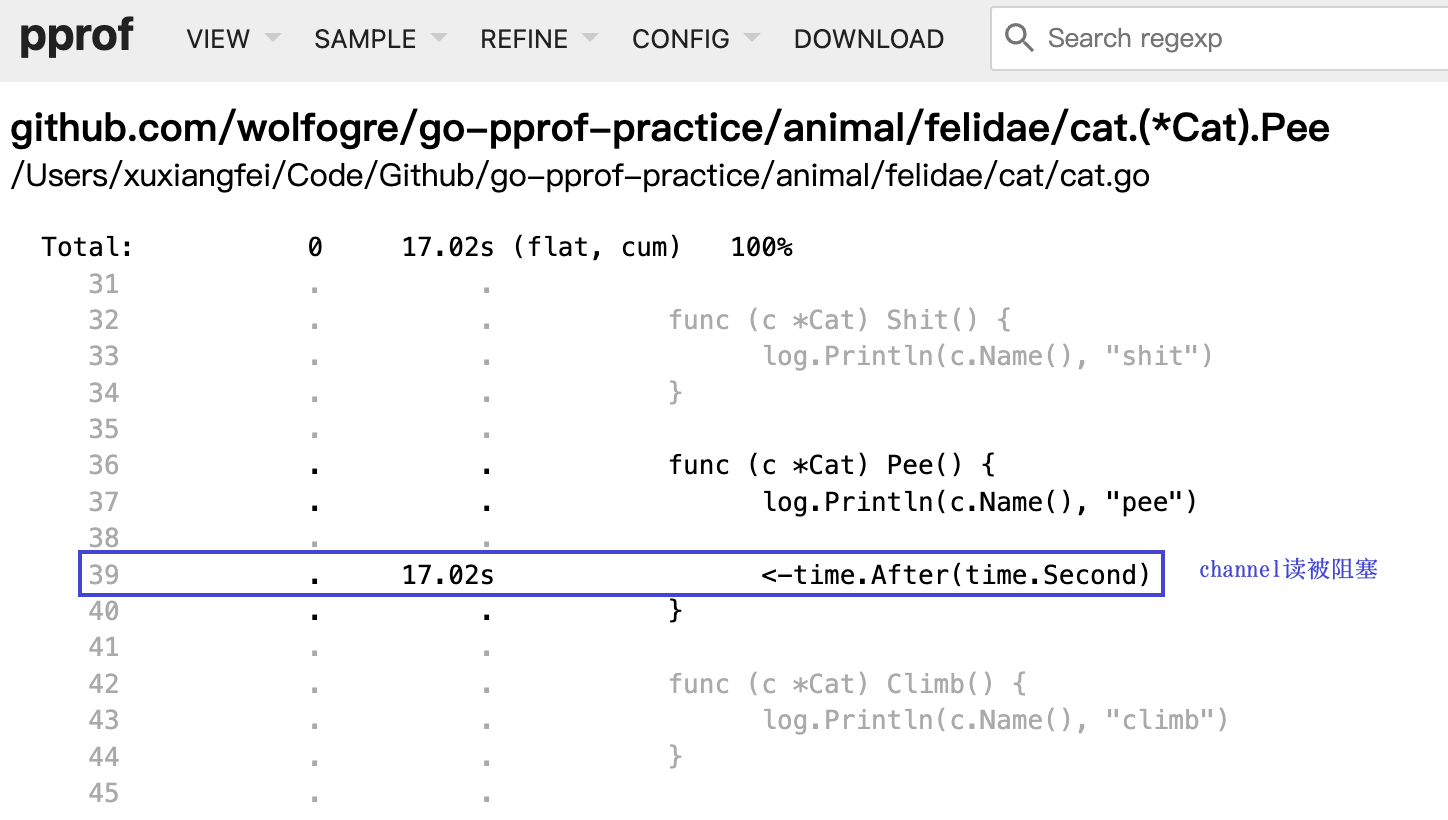 pprof VIEW SAMPLE REFINE CONFIG DOWNLOAD Search regexp
github.com/wolfogre/go-pprof-practice/animal/felidae/cat.(*Cat).Pee
/Users/xuxiangfei/Code/Github/go-pprof-practice/animal/felidae/cat/cat.go
Total: 0 17.02s (flat, cum) 100%
31 . .
32 . . func (c *Cat) Shit() {
33 . . log.Println(c.Name(), "shit")
34 . . }
35 . .
36 . . func (c *Cat) Pee() {
37 . . log.Println(c.Name(), "pee")
38 . .
39 . 17.02s <-time.After(time.Second) channel读被阻塞
40 . . }
41 . .
42 . . func (c *Cat) Climb() {
43 . . log.Println(c.Name(), "climb")
44 . . }
45 . .